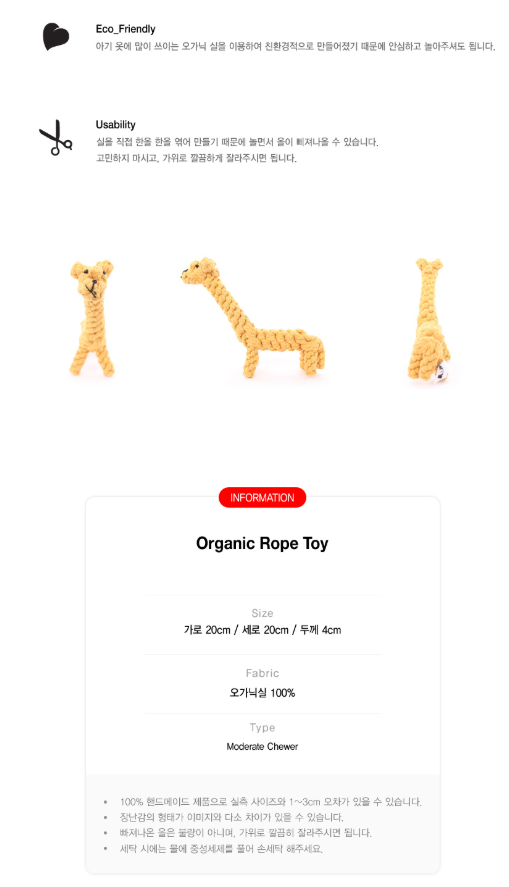 Eco_Friendly
아기 옷에 많이 쓰이는 오가닉 실을 이용하여 친환경적으로 만들어졌기 때문에 안심하고 놀아주셔도 됩니다.
Usability
실을 직접 한올 한올 엮어 만들기 때문에 놀면서 올이 삐져나올 수 있습니다.
고민하지 마시고, 가위로 깔끔하게 잘라주시면 됩니다.
INFORMATION
Organic Rope Toy
Size
가로 20cm / 세로 20cm / 두께 4cm
Fabric
오가닉실 100%
Type
Moderate Chewer
• 100% 핸드메이드 제품으로 실측 사이즈와 1~3cm 오차가 있을 수 있습니다.
• 장난감의 형태가 이미지와 다소 차이가 있을 수 있습니다.
• 빠져나온 올은 불량이 아니며, 가위로 깔끔히 잘라주시면 됩니다.
• 세탁 시에는 물에 중성세제를 풀어 손세탁 해주세요.